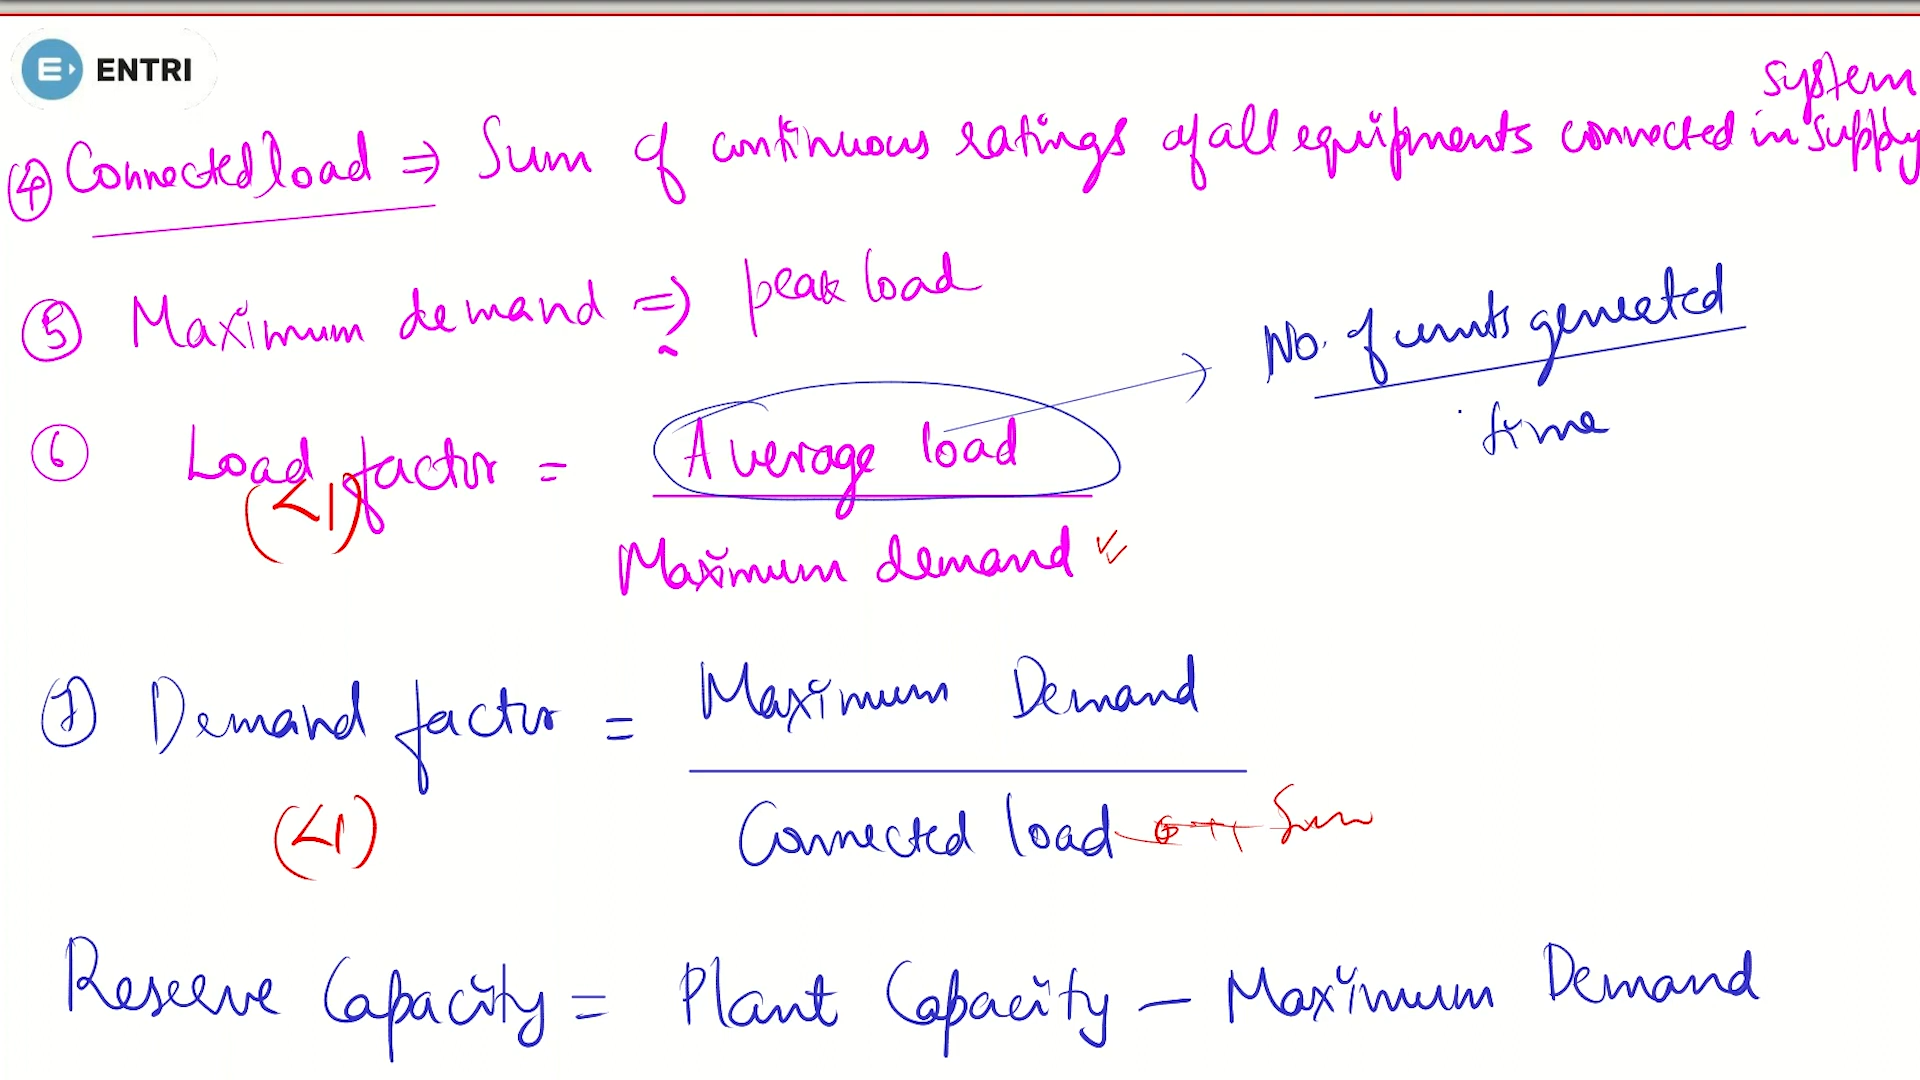 E ENTRI
system
④ Connected load ⇒ Sum of continuous ratings of all equipments connected in supply
⑤ Maximum demand ⇒ peak load
No. of units generated
time
⑥ Load factor = Average load
(<1)
Maximum demand
⑦ Demand factor = Maximum Demand
(<1)
Connected load Sum
Reserve Capacity = Plant Capacity – Maximum Demand